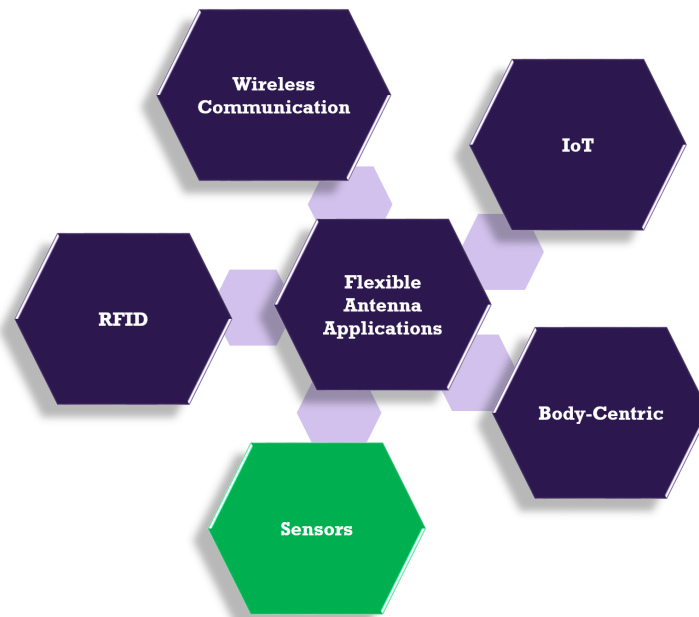 Wireless
Communication
IoT
Flexible
Antenna
Applications
RFID
Body-Centric
Sensors